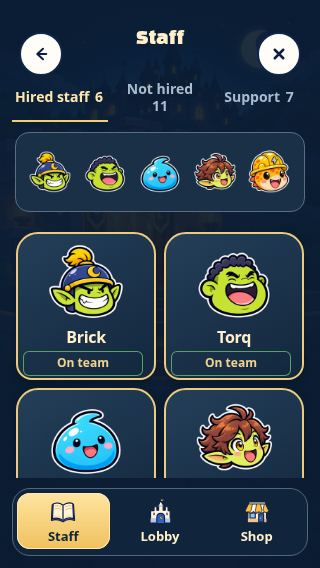 Staff
Hired staff 6
Not hired
11
Support 7
Brick
Torq
On team
On team
Staff
Lobby
Shop